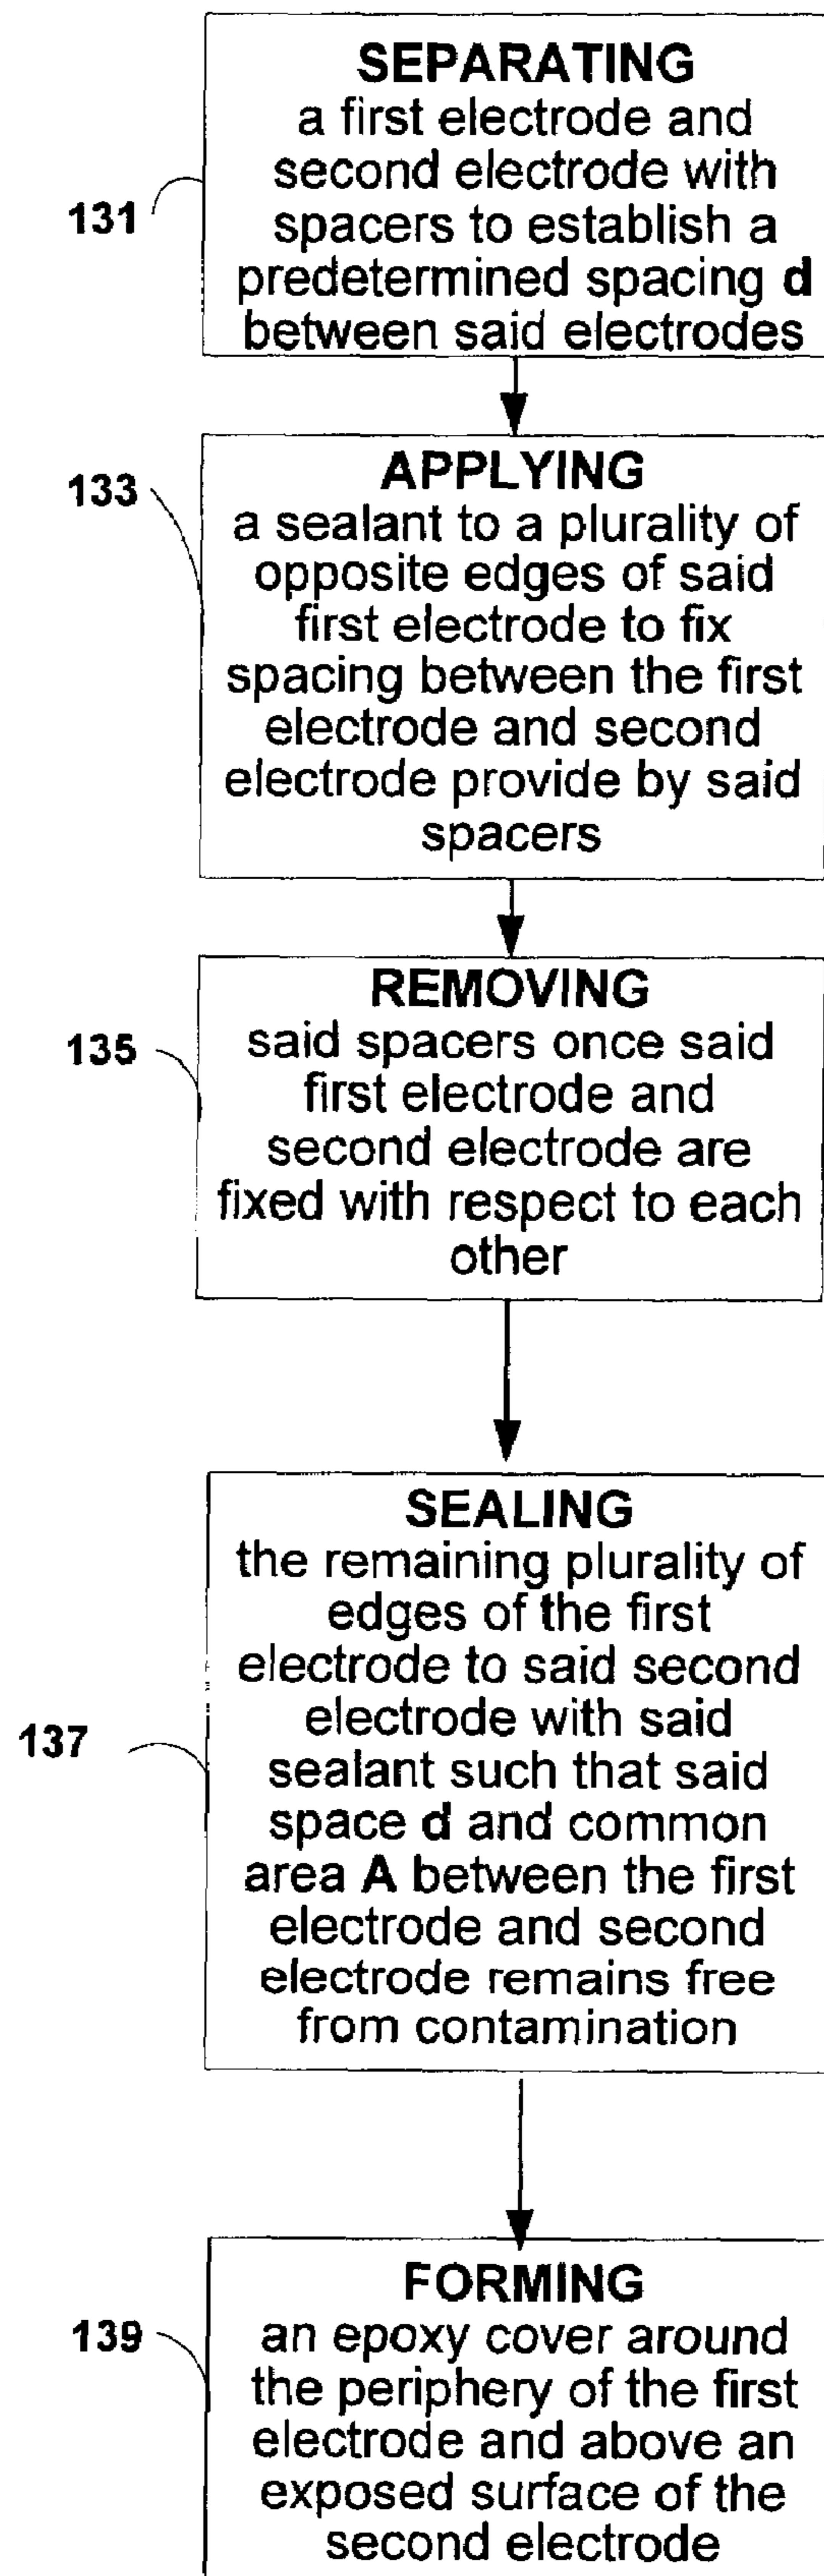 SEPARATING
a first electrode and
second electrode with
spacers to establish a
predetermined spacing d
between said electrodes
131
APPLYING
a sealant to a plurality of
opposite edges of said
first electrode to fix
spacing between the first
electrode and second
electrode provide by said
spacers
133
REMOVING
said spacers once said
first electrode and
second electrode are
fixed with respect to each
other
135
SEALING
the remaining plurality of
edges of the first
electrode to said second
electrode with said
sealant such that said
space d and common
area A between the first
electrode and second
electrode remains free
from contamination
137
FORMING
an epoxy cover around
the periphery of the first
electrode and above an
exposed surface of the
second electrode
139